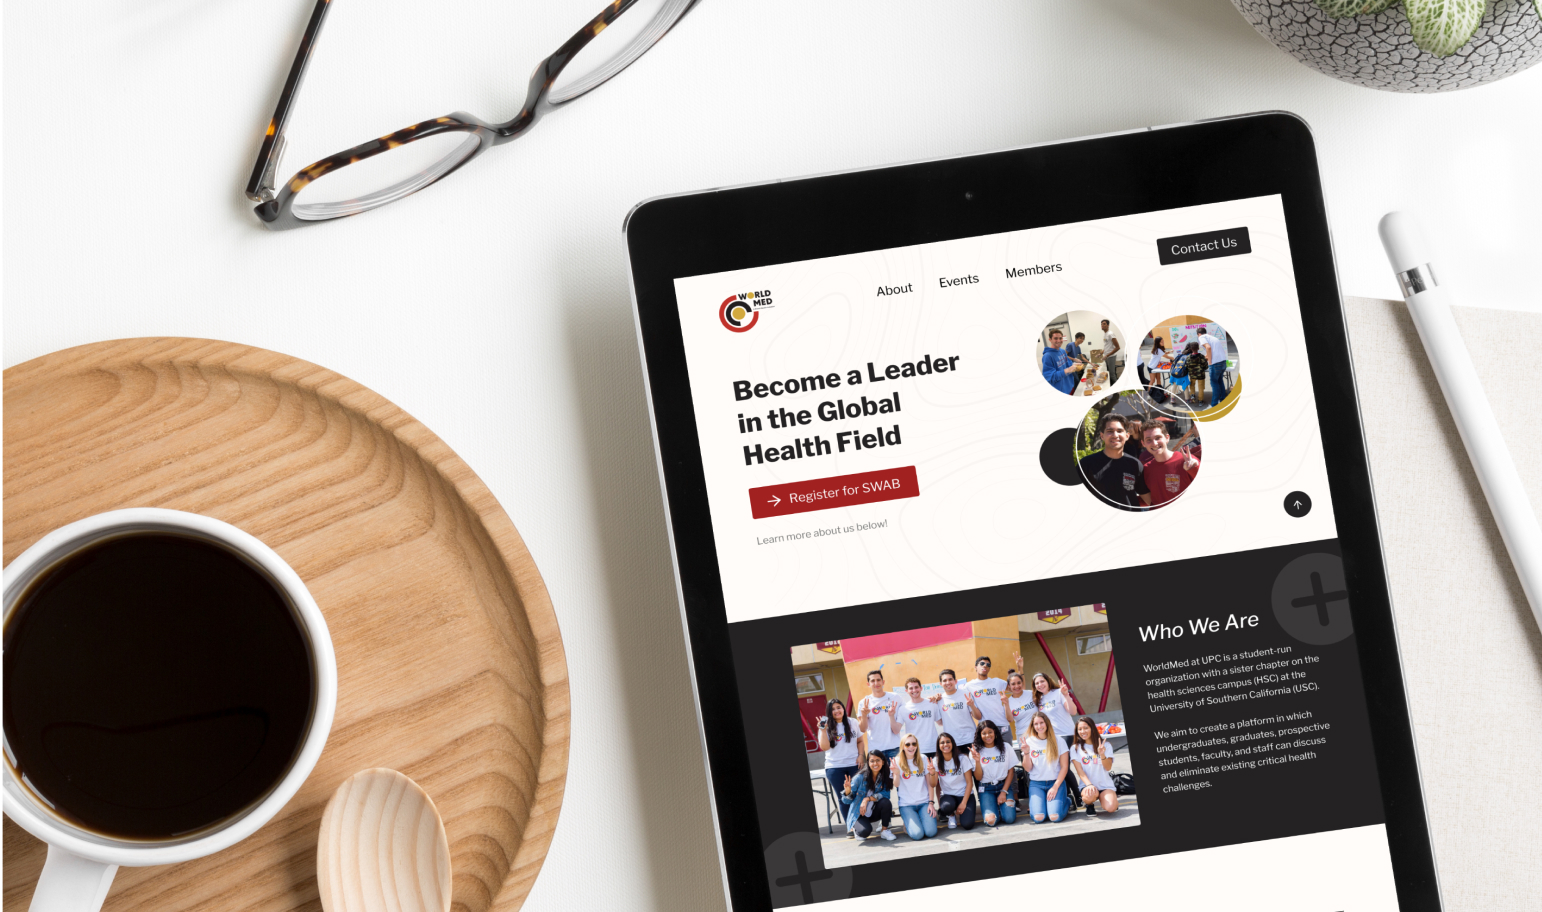 WORLD
MED
About
Events
Members
Contact Us
Become a Leader
in the Global
Health Field
Register for SWAB
Learn more about us below!
2014
Who We Are
WorldMed at UPC is a student-run
organization with a sister chapter on the
health sciences campus (HSC) at the
University of Southern California (USC).
We aim to create a platform in which
undergraduates, graduates, prospective
students, faculty, and staff can discuss
and eliminate existing critical health
challenges.